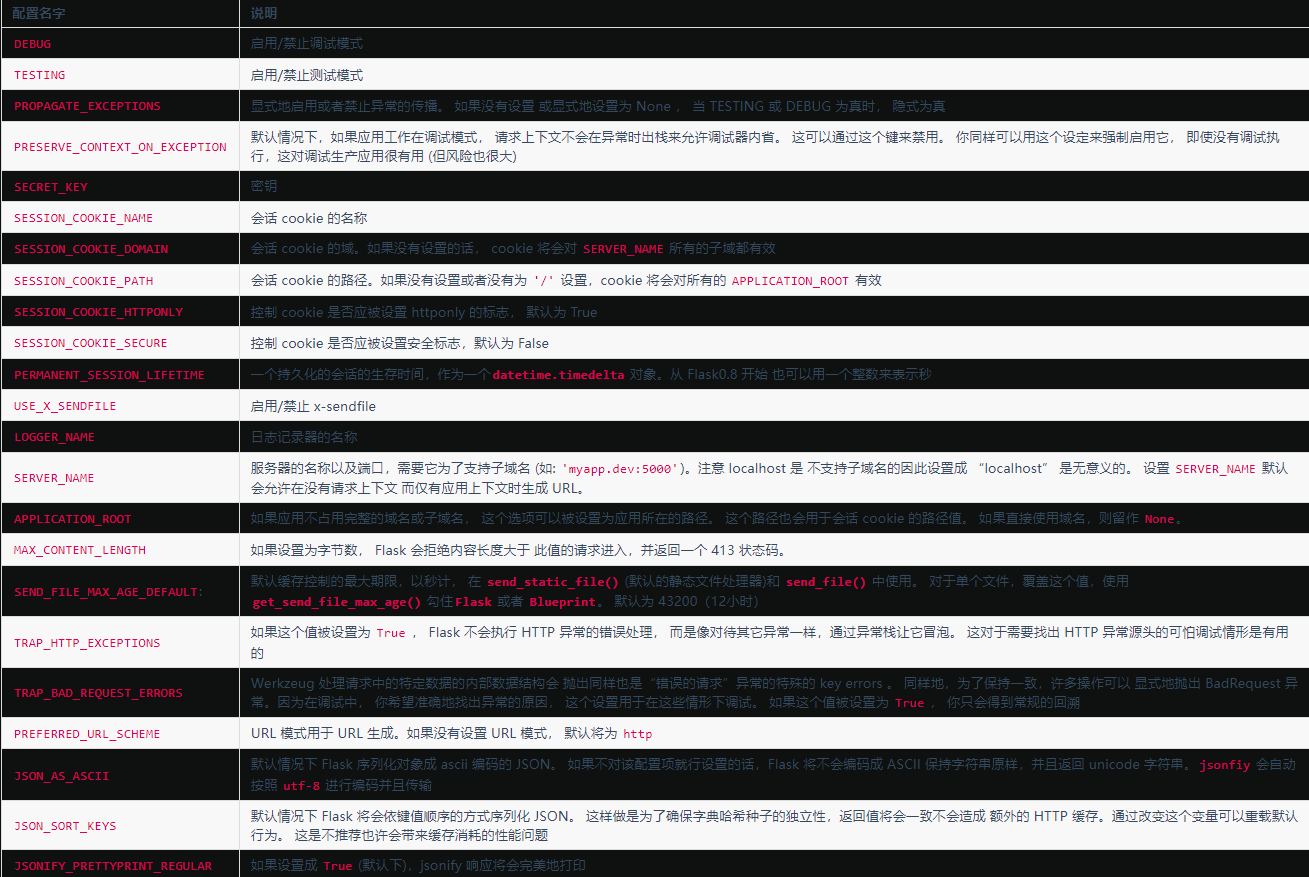 配置名字 说明
DEBUG 启用/禁止调试模式
TESTING 启用/禁止测试模式
PROPAGATE_EXCEPTIONS 显式地启用或者禁止异常的传播。 如果没有设置 或显式地设置为 None ， 当 TESTING 或 DEBUG 为真时， 隐式为真
PRESERVE_CONTEXT_ON_EXCEPTION 默认情况下，如果应用工作在调试模式， 请求上下文不会在异常时出栈来允许调试器内省。 这可以通过这个键来禁用。 你同样可以用这个设定来强制启用它， 即使没有调试执
行，这对调试生产应用很有用 (但风险也很大)
SECRET_KEY 密钥
SESSION_COOKIE_NAME 会话 cookie 的名称
SESSION_COOKIE_DOMAIN 会话 cookie 的域。如果没有设置的话， cookie 将会对 SERVER_NAME 所有的子域都有效
SESSION_COOKIE_PATH 会话 cookie 的路径。如果没有设置或者没有为 '/' 设置，cookie 将会对所有的 APPLICATION_ROOT 有效
SESSION_COOKIE_HTTPONLY 控制 cookie 是否应被设置 httponly 的标志， 默认为 True
SESSION_COOKIE_SECURE 控制 cookie 是否应被设置安全标志，默认为 False
PERMANENT_SESSION_LIFETIME 一个持久化的会话的生存时间，作为一个datetime.timedelta 对象。从 Flask0.8 开始 也可以用一个整数来表示秒
USE_X_SENDFILE 启用/禁止 x-sendfile
LOGGER_NAME 日志记录器的名称
SERVER_NAME 服务器的名称以及端口，需要它为了支持子域名 (如: 'myapp.dev:5000')。注意 localhost 是 不支持子域名的因此设置成 “localhost” 是无意义的。 设置 SERVER_NAME 默认
会允许在没有请求上下文 而仅有应用上下文时生成 URL。
APPLICATION_ROOT 如果应用不占用完整的域名或子域名， 这个选项可以被设置为应用所在的路径。 这个路径也会用于会话 cookie 的路径值。 如果直接使用域名，则留作 None。
MAX_CONTENT_LENGTH 如果设置为字节数， Flask 会拒绝内容长度大于 此值的请求进入，并返回一个 413 状态码。
SEND_FILE_MAX_AGE_DEFAULT: 默认缓存控制的最大期限，以秒计， 在 send_static_file() (默认的静态文件处理器)和 send_file() 中使用。 对于单个文件，覆盖这个值，使用
get_send_file_max_age() 勾住Flask 或者 Blueprint。 默认为 43200（12小时）
TRAP_HTTP_EXCEPTIONS 如果这个值被设置为 True ， Flask 不会执行 HTTP 异常的错误处理， 而是像对待其它异常一样，通过异常栈让它冒泡。 这对于需要找出 HTTP 异常源头的可怕调试情形是有用
的
TRAP_BAD_REQUEST_ERRORS Werkzeug 处理请求中的特定数据的内部数据结构会 抛出同样也是“错误的请求”异常的特殊的 key errors 。 同样地，为了保持一致，许多操作可以 显式地抛出 BadRequest 异
常。因为在调试中， 你希望准确地找出异常的原因， 这个设置用于在这些情形下调试。 如果这个值被设置为 True ， 你只会得到常规的回溯
PREFERRED_URL_SCHEME URL 模式用于 URL 生成。如果没有设置 URL 模式， 默认将为 http
JSON_AS_ASCII 默认情况下 Flask 序列化对象成 ascii 编码的 JSON。 如果不对该配置项就行设置的话，Flask 将不会编码成 ASCII 保持字符串原样，并且返回 unicode 字符串。jsonfiy 会自动
按照 utf-8 进行编码并且传输
JSON_SORT_KEYS 默认情况下 Flask 将会依键值顺序的方式序列化 JSON。 这样做是为了确保字典哈希种子的独立性，返回值将会一致不会造成 额外的 HTTP 缓存。通过改变这个变量可以重载默认
行为。 这是不推荐也许会带来缓存消耗的性能问题
JSONIFY_PRETTYPRINT_REGULAR 如果设置成 True (默认下)，jsonify 响应将会完美地打印